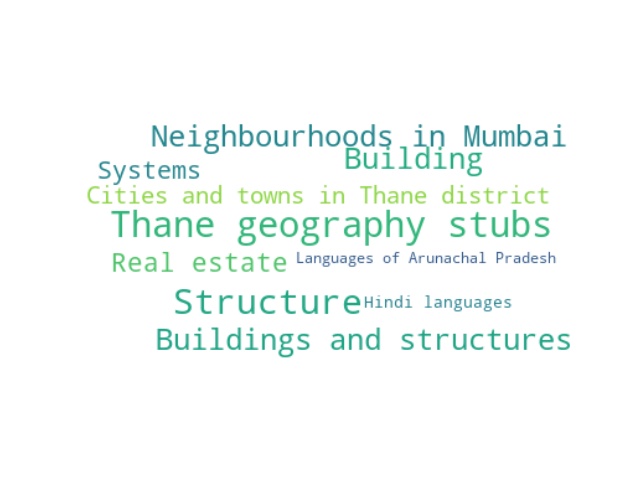 Neighbourhoods in Mumbai
Building
Systems
Cities and towns in Thane district
Thane geography stubs
Real estate
Languages of Arunachal Pradesh
Structure
Hindi languages
Buildings and structures